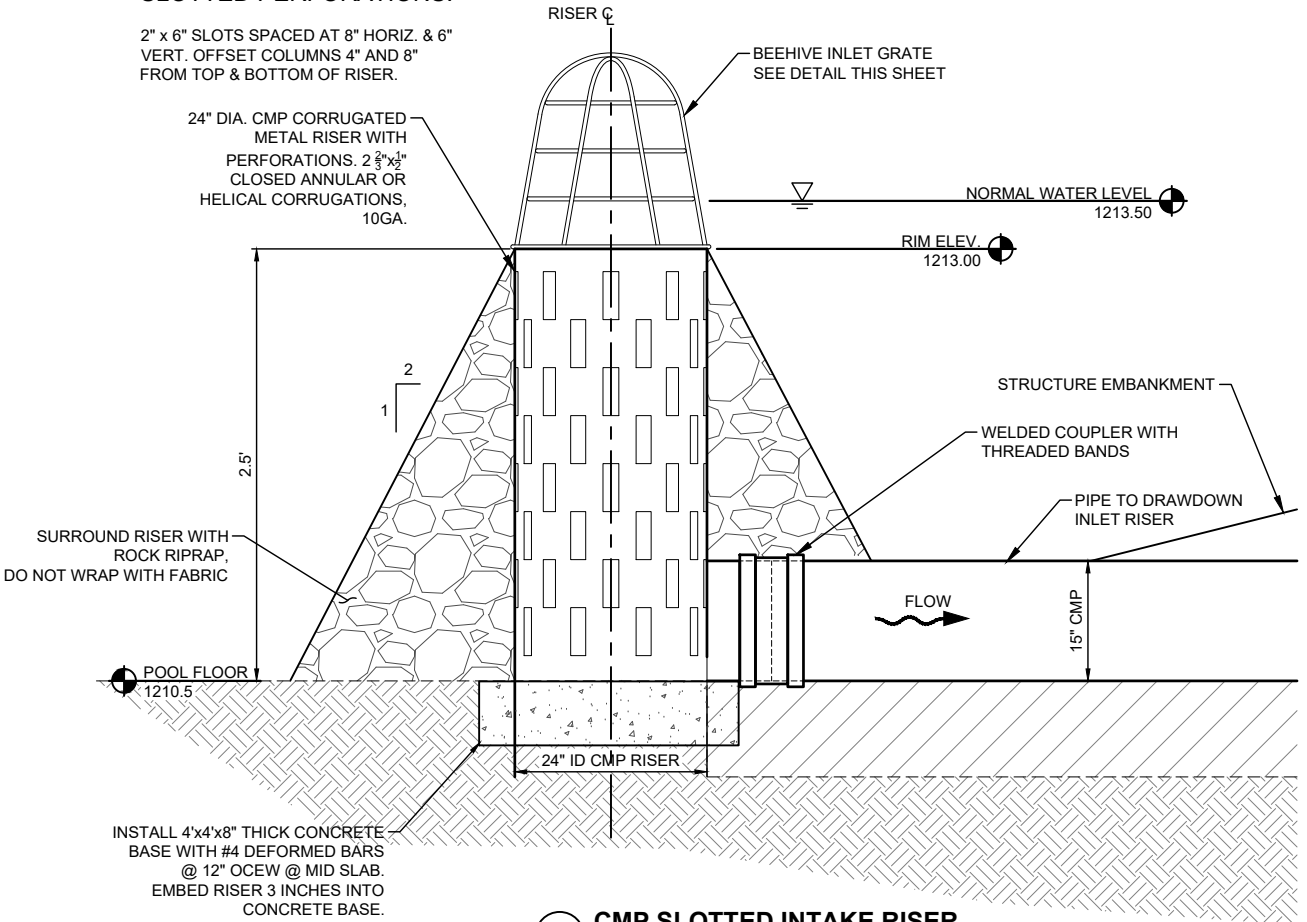 2" x 6" SLOTS SPACED AT 8" HORIZ. & 6"
VERT. OFFSET COLUMNS 4" AND 8"
FROM TOP & BOTTOM OF RISER.
RISER ℄
BEEHIVE INLET GRATE
SEE DETAIL THIS SHEET
24" DIA. CMP CORRUGATED
METAL RISER WITH
PERFORATIONS. 2 2/3"x1/2"
CLOSED ANNULAR OR
HELICAL CORRUGATIONS,
10GA.
NORMAL WATER LEVEL
1213.50
RIM ELEV.
1213.00
2
1
2.5'
STRUCTURE EMBANKMENT
WELDED COUPLER WITH
THREADED BANDS
PIPE TO DRAWDOWN
INLET RISER
SURROUND RISER WITH
ROCK RIPRAP,
DO NOT WRAP WITH FABRIC
FLOW
15" CMP
POOL FLOOR
1210.5
24" ID CMP RISER
INSTALL 4'x4'x8" THICK CONCRETE
BASE WITH #4 DEFORMED BARS
@ 12" OCEW @ MID SLAB.
EMBED RISER 3 INCHES INTO
CONCRETE BASE.
CMP SLOTTED INTAKE RISER